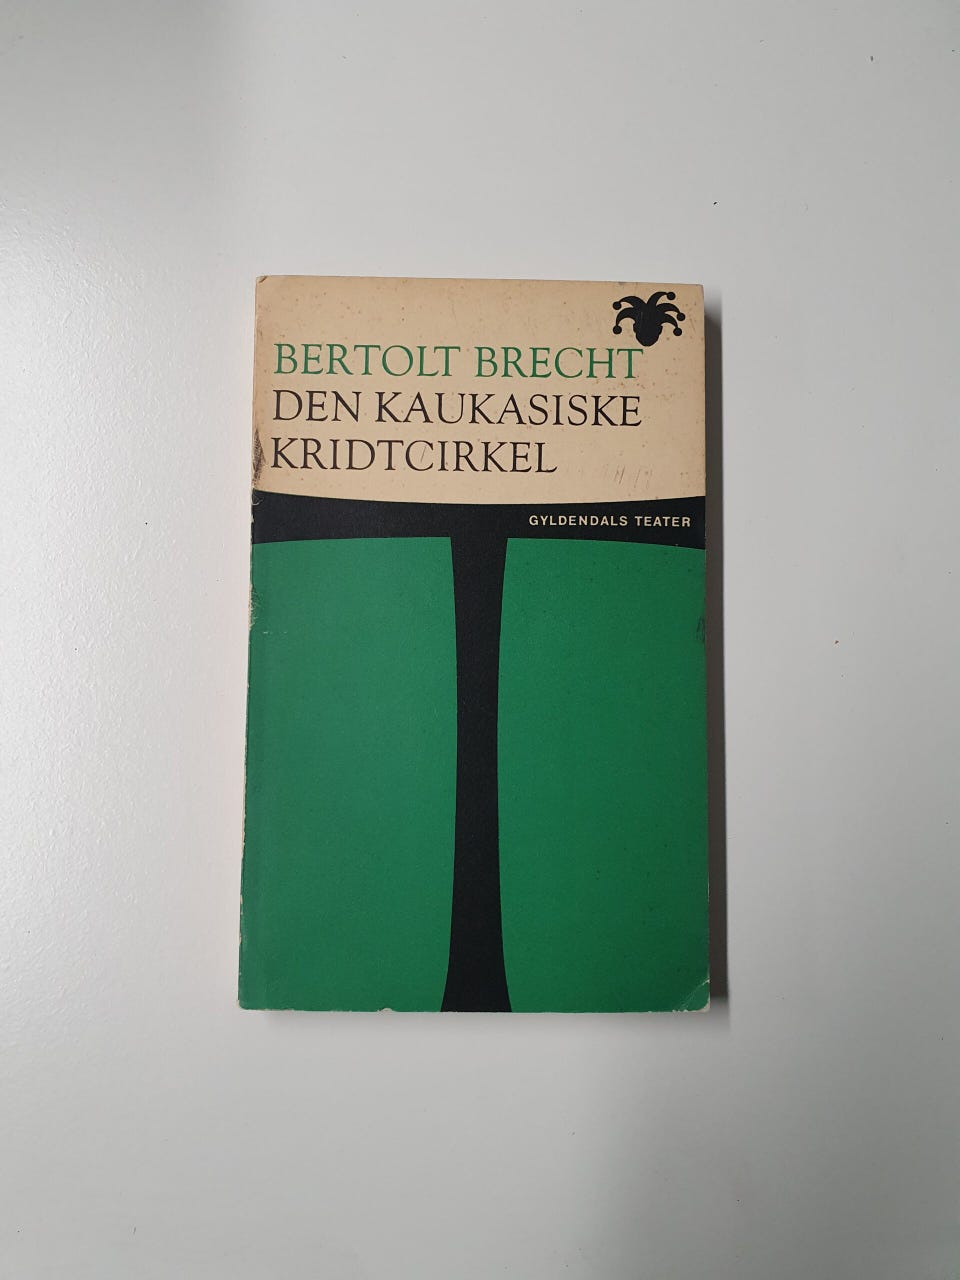 BERTOLT BRECHT
DEN KAUKASISKE
KRIDTCIRKEL
GYLDENDALS TEATER